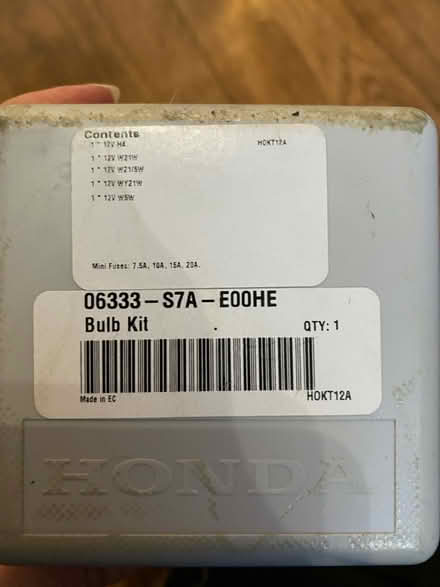 Contents
1 * 12V H4 HOKT12A
1 * 12V W21W
1 * 12V W21/5W
1 * 12V WY21W
1 * 12V W5W
Mini Fuses: 7.5A, 10A, 15A, 20A.
06333-S7A-E00HE
Bulb Kit QTY: 1
Made in EC HOKT12A
HONDA